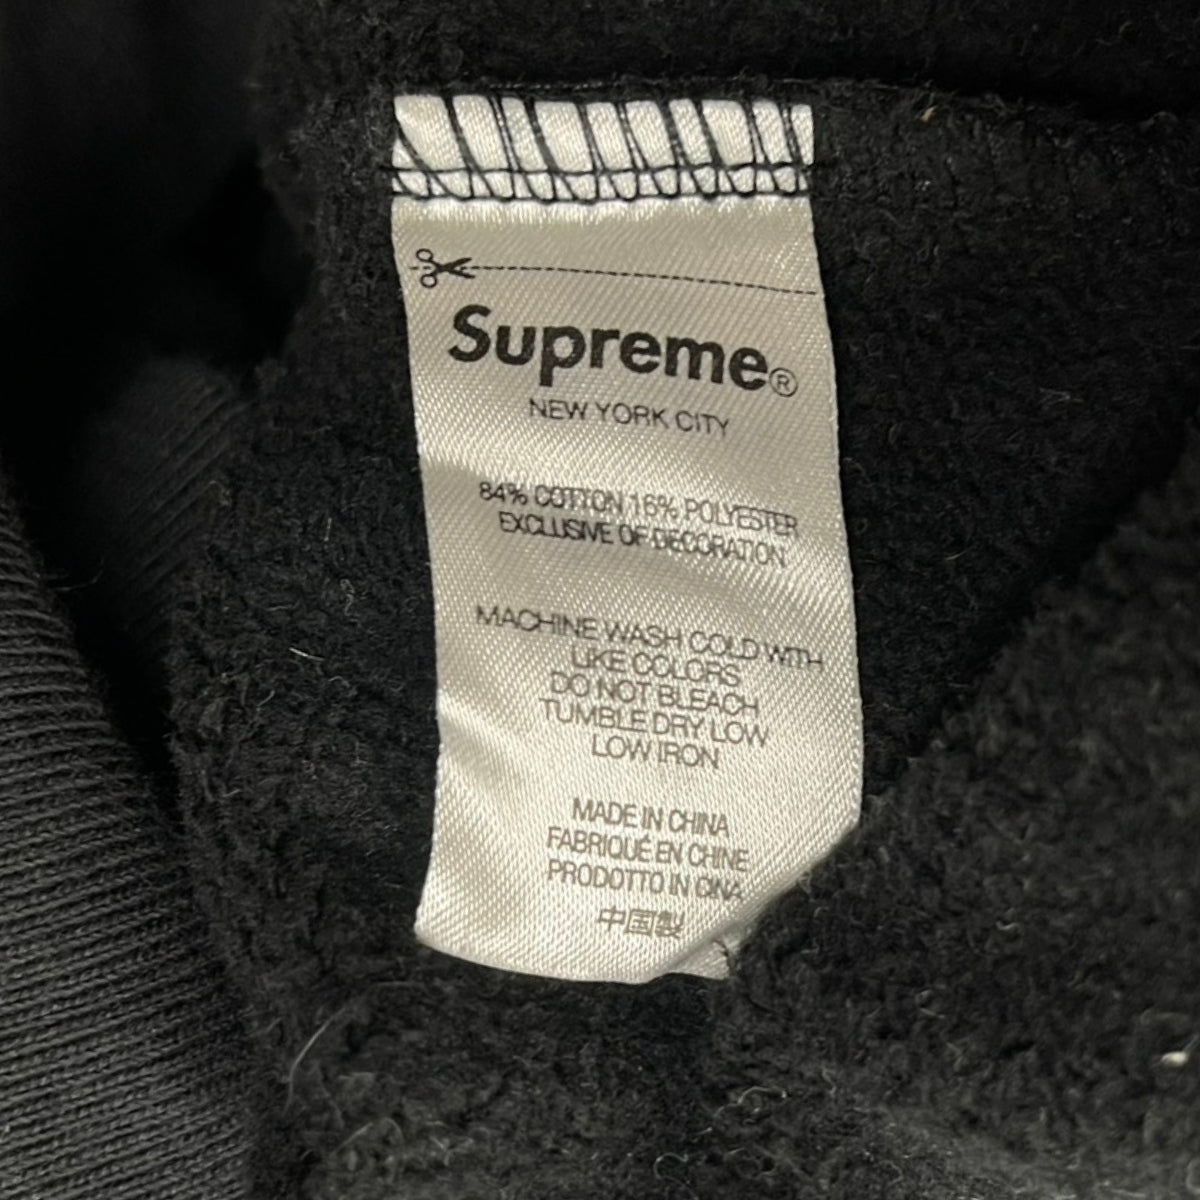 Supreme®
NEW YORK CITY
84% COTTON 16% POLYESTER
EXCLUSIVE OF DECORATION
MACHINE WASH COLD WITH
LIKE COLORS
DO NOT BLEACH
TUMBLE DRY LOW
LOW IRON
MADE IN CHINA
FABRIQUÉ EN CHINE
PRODOTTO IN CINA
中国製